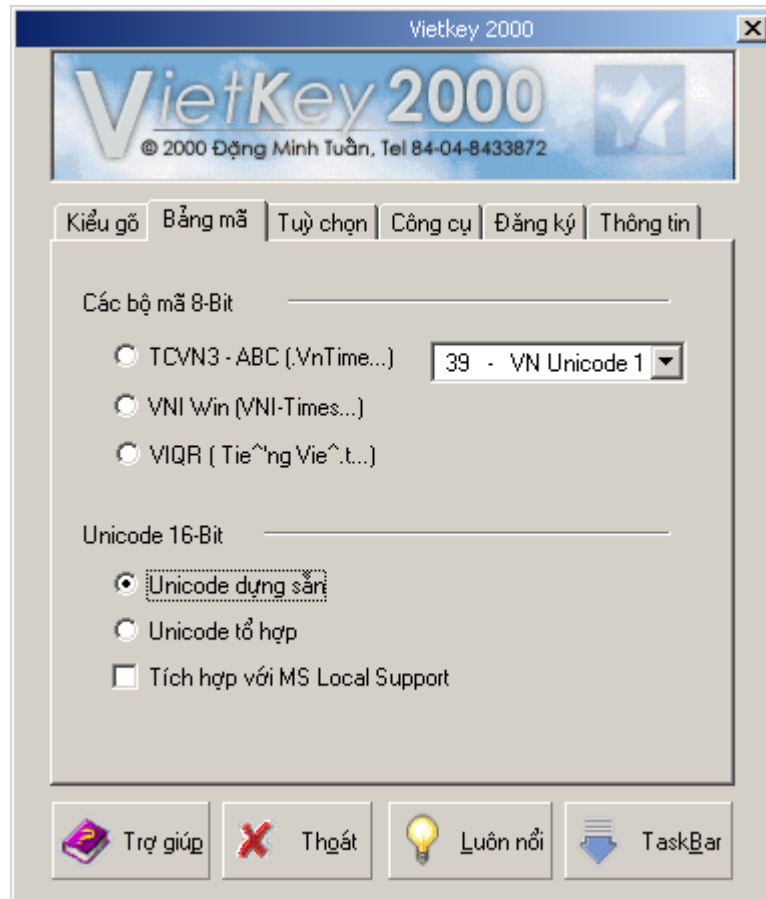 Vietkey 2000
VietKey 2000
© 2000 Đặng Minh Tuấn, Tel 84-04-8433872
Kiểu gõ Bảng mã Tuỳ chọn Công cụ Đăng ký Thông tin
Các bộ mã 8-Bit
TCVN3 - ABC (.VnTime...) 39 - VN Unicode 1
VNI Win (VNI-Times...)
VIQR ( Tie^'ng Vie^.t...)
Unicode 16-Bit
Unicode dựng sẵn
Unicode tổ hợp
Tích hợp với MS Local Support
Trợ giúp Thoát Luôn nổi TaskBar